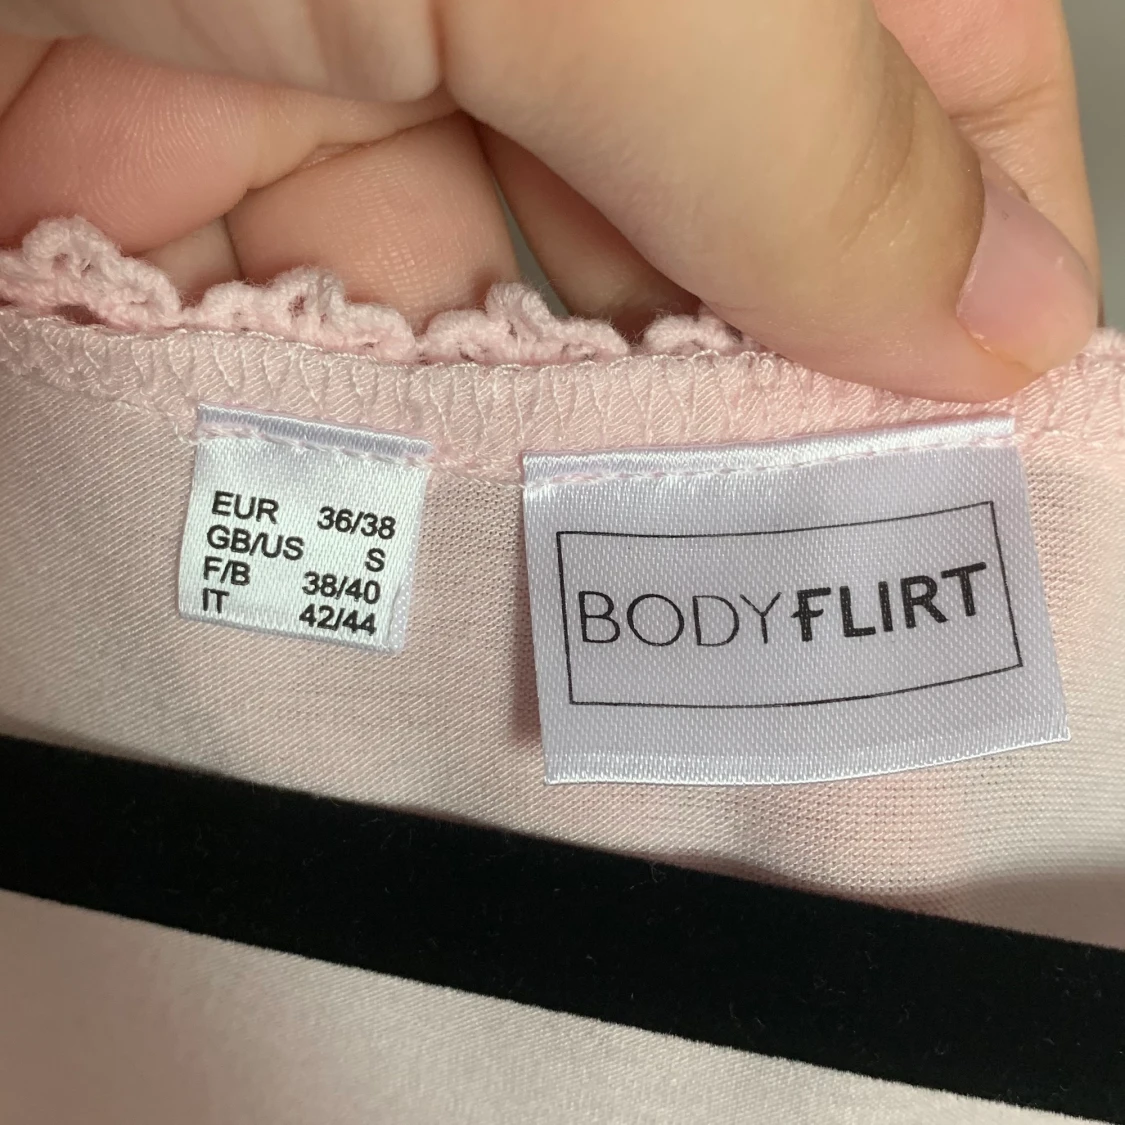 EUR 36/38
GB/US S
F/B 38/40
IT 42/44
BODYFLIRT